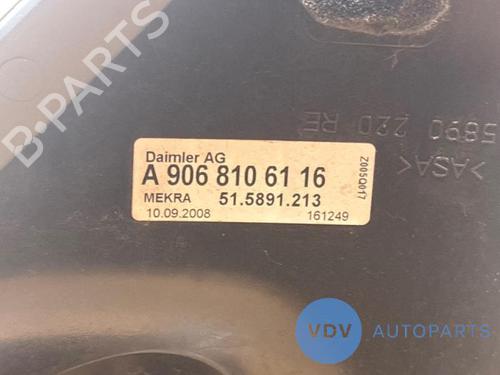 B-PARTS
5890 220 RE
>ASA<
Daimler AG
A 906 810 61 16
MEKRA 51.5891.213
10.09.2008 161249
Z005Q017
VDV AUTOPARTS